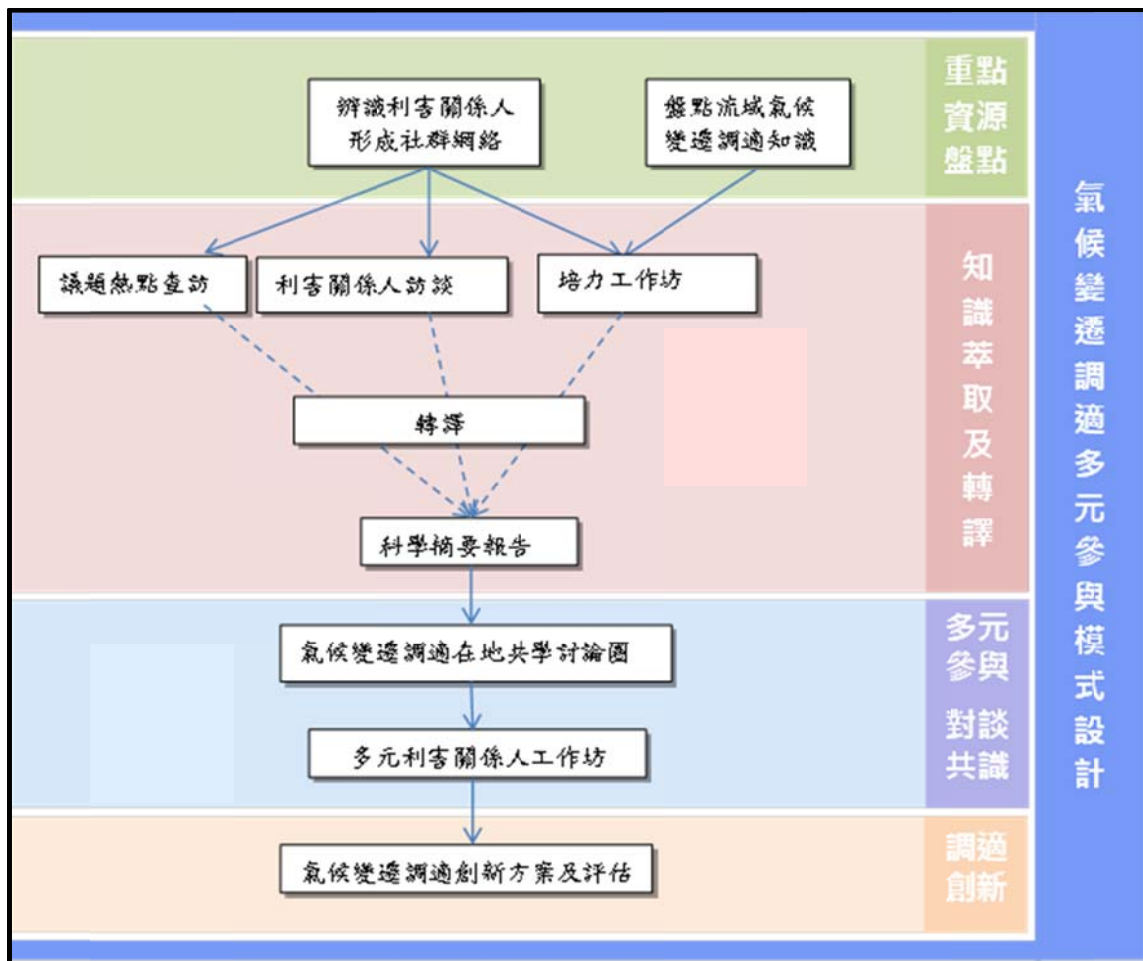 辨識利害關係人
形成社群網絡
盤點流域氣候
變遷調適知識
重點
資源
盤點
議題熱點查訪
利害關係人訪談
培力工作坊
轉譯
科學摘要報告
知識萃取及轉譯
氣候變遷調適在地共學討論圈
多元利害關係人工作坊
多元
參與
對談
共識
氣候變遷調適創新方案及評估
調適
創新
氣候變遷調適多元參與模式設計